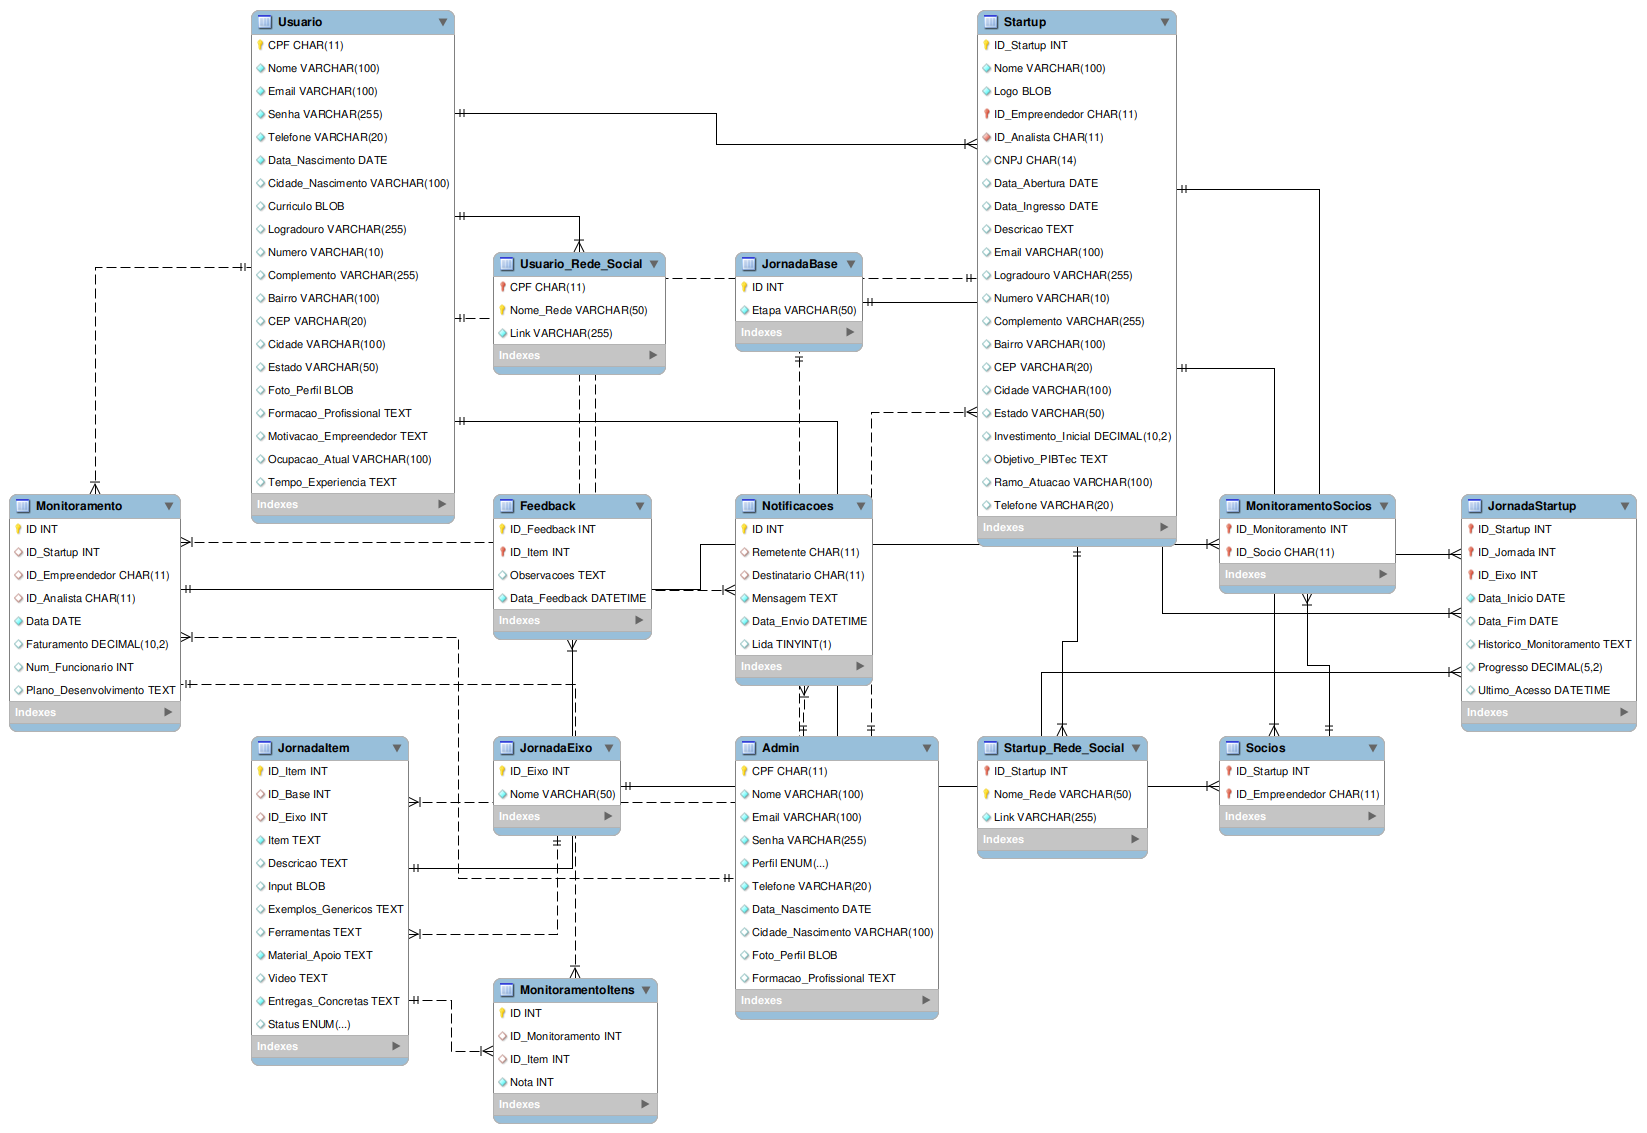 Usuario
CPF CHAR(11)
Nome VARCHAR(100)
Email VARCHAR(100)
Senha VARCHAR(255)
Telefone VARCHAR(20)
Data_Nascimento DATE
Cidade_Nascimento VARCHAR(100)
Curriculo BLOB
Logradouro VARCHAR(255)
Numero VARCHAR(10)
Complemento VARCHAR(255)
Bairro VARCHAR(100)
CEP VARCHAR(20)
Cidade VARCHAR(100)
Estado VARCHAR(50)
Foto_Perfil BLOB
Formacao_Profissional TEXT
Motivacao_Empreendedor TEXT
Ocupacao_Atual VARCHAR(100)
Tempo_Experiencia TEXT
Indexes
Startup
ID_Startup INT
Nome VARCHAR(100)
Logo BLOB
ID_Empreendedor CHAR(11)
ID_Analista CHAR(11)
CNPJ CHAR(14)
Data_Abertura DATE
Data_Ingresso DATE
Descricao TEXT
Email VARCHAR(100)
Logradouro VARCHAR(255)
Numero VARCHAR(10)
Complemento VARCHAR(255)
Bairro VARCHAR(100)
CEP VARCHAR(20)
Cidade VARCHAR(100)
Estado VARCHAR(50)
Investimento_Inicial DECIMAL(10,2)
Objetivo_PIBTec TEXT
Ramo_Atuacao VARCHAR(100)
Telefone VARCHAR(20)
Indexes
Usuario_Rede_Social
CPF CHAR(11)
Nome_Rede VARCHAR(50)
Link VARCHAR(255)
Indexes
JornadaBase
ID INT
Etapa VARCHAR(50)
Indexes
Monitoramento
ID INT
ID_Startup INT
ID_Empreendedor CHAR(11)
ID_Analista CHAR(11)
Data DATE
Faturamento DECIMAL(10,2)
Num_Funcionario INT
Plano_Desenvolvimento TEXT
Indexes
Feedback
ID_Feedback INT
ID_Item INT
Observacoes TEXT
Data_Feedback DATETIME
Indexes
Notificacoes
ID INT
Remetente CHAR(11)
Destinatario CHAR(11)
Mensagem TEXT
Data_Envio DATETIME
Lida TINYINT(1)
Indexes
MonitoramentoSocios
ID_Monitoramento INT
ID_Socio CHAR(11)
Indexes
JornadaStartup
ID_Startup INT
ID_Jornada INT
ID_Eixo INT
Data_Inicio DATE
Data_Fim DATE
Historico_Monitoramento TEXT
Progresso DECIMAL(5,2)
Ultimo_Acesso DATETIME
Indexes
JornadaItem
ID_Item INT
ID_Base INT
ID_Eixo INT
Item TEXT
Descricao TEXT
Input BLOB
Exemplos_Genericos TEXT
Ferramentas TEXT
Material_Apoio TEXT
Video TEXT
Entregas_Concretas TEXT
Status ENUM(...)
Indexes
JornadaEixo
ID_Eixo INT
Nome VARCHAR(50)
Indexes
Admin
CPF CHAR(11)
Nome VARCHAR(100)
Email VARCHAR(100)
Senha VARCHAR(255)
Perfil ENUM(...)
Telefone VARCHAR(20)
Data_Nascimento DATE
Cidade_Nascimento VARCHAR(100)
Foto_Perfil BLOB
Formacao_Profissional TEXT
Indexes
Startup_Rede_Social
ID_Startup INT
Nome_Rede VARCHAR(50)
Link VARCHAR(255)
Indexes
Socios
ID_Startup INT
ID_Empreendedor CHAR(11)
Indexes
MonitoramentoItens
ID INT
ID_Monitoramento INT
ID_Item INT
Nota INT
Indexes